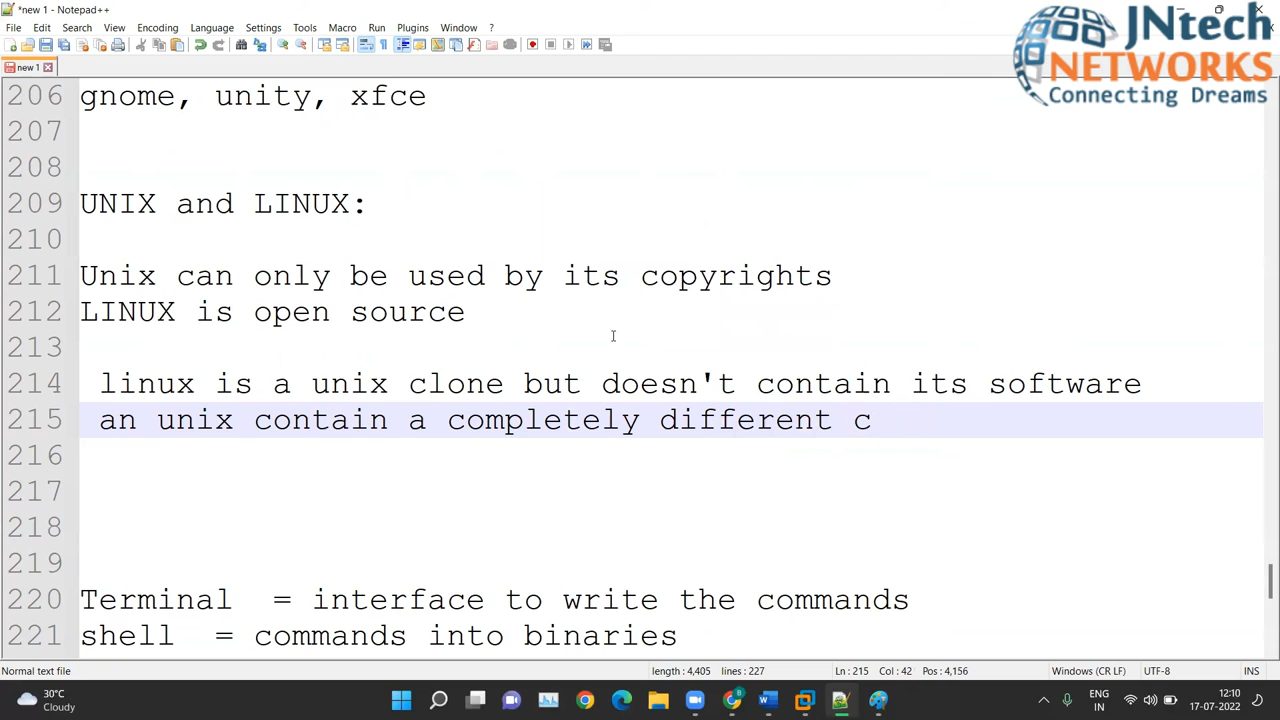 *new 1 - Notepad++
File Edit Search View Encoding Language Settings Tools Macro Run Plugins Window ?
JNtech
NETWORKS
Connecting Dreams
new 1
206 gnome, unity, xfce
207
208
209 UNIX and LINUX:
210
211 Unix can only be used by its copyrights
212 LINUX is open source
213
214 linux is a unix clone but doesn't contain its software
215 an unix contain a completely different c
216
217
218
219
220 Terminal = interface to write the commands
221 shell = commands into binaries
Normal text file length : 4,405 lines : 227 Ln : 215 Col : 42 Pos : 4,156 Windows (CR LF) UTF-8 INS
30°C
Cloudy
ENG
IN
12:10
17-07-2022